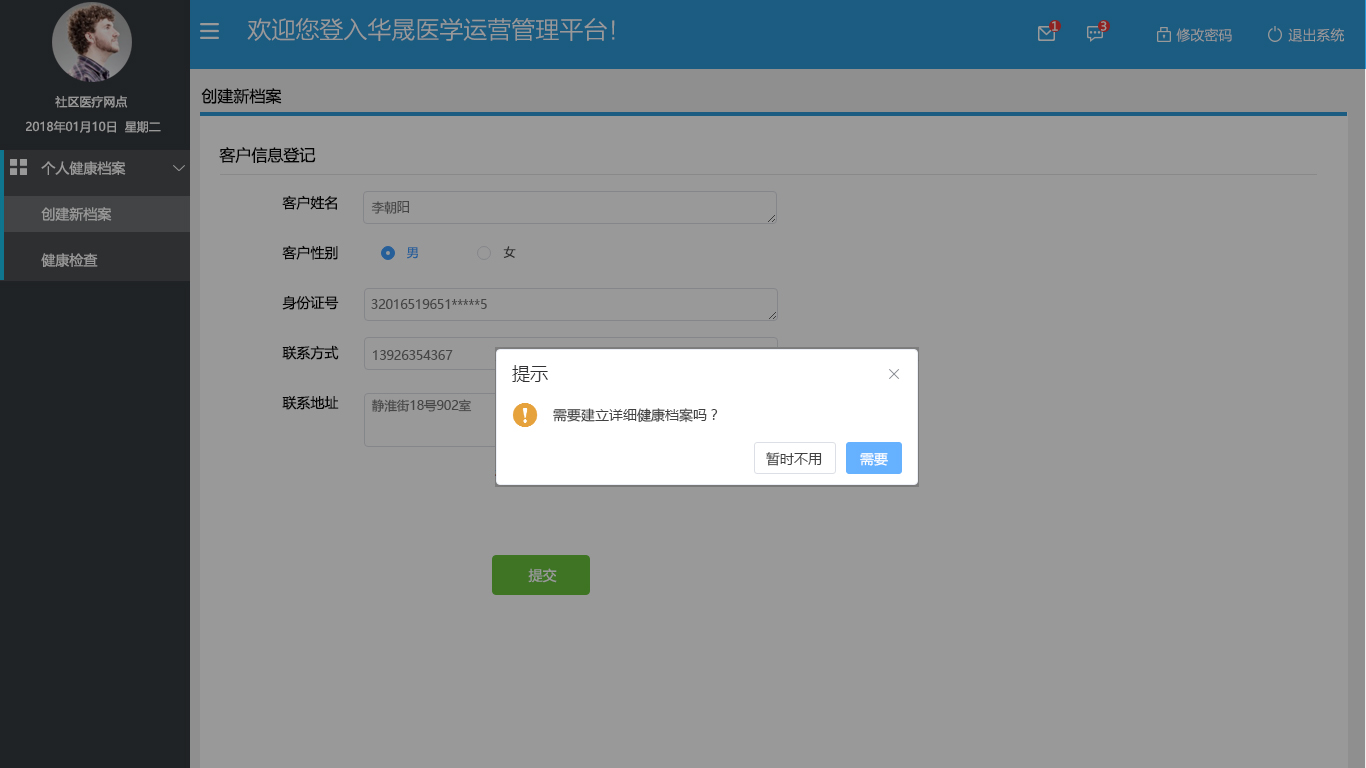 欢迎您登入华晟医学运营管理平台!
1
3
修改密码
退出系统
社区医疗网点
2018年01月10日 星期二
个人健康档案
创建新档案
健康检查
创建新档案
客户信息登记
客户姓名
李朝阳
客户性别
男
女
身份证号
32016519651*****5
联系方式
13926354367
联系地址
静淮街18号902室
提示
需要建立详细健康档案吗？
暂时不用
需要
提交